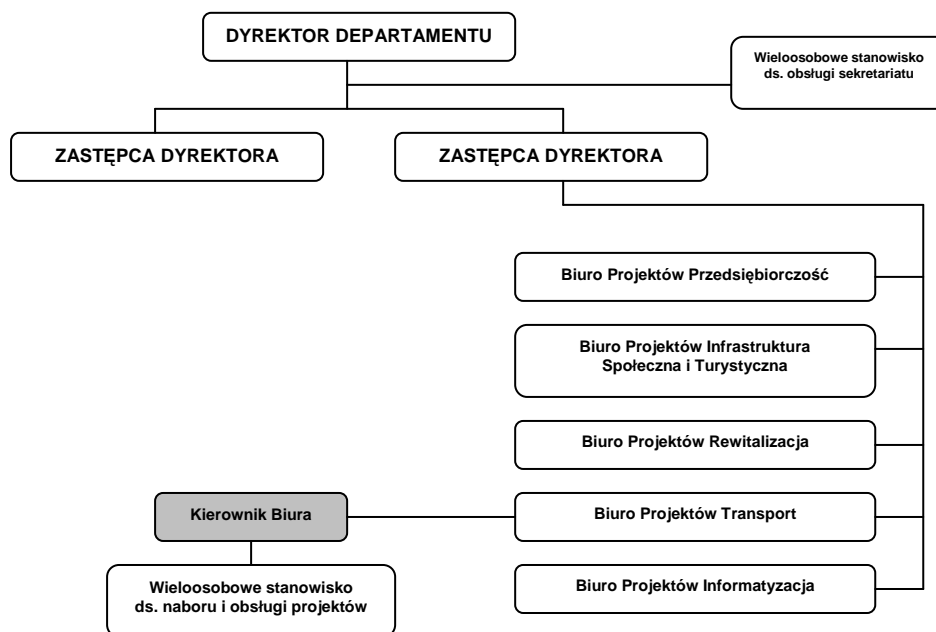 DYREKTOR DEPARTAMENTU
Wieloosobowe stanowisko
ds. obsługi sekretariatu
ZASTĘPCA DYREKTORA
ZASTĘPCA DYREKTORA
Biuro Projektów Przedsiębiorczość
Biuro Projektów Infrastruktura
Społeczna i Turystyczna
Biuro Projektów Rewitalizacja
Kierownik Biura
Biuro Projektów Transport
Wieloosobowe stanowisko
ds. naboru i obsługi projektów
Biuro Projektów Informatyzacja